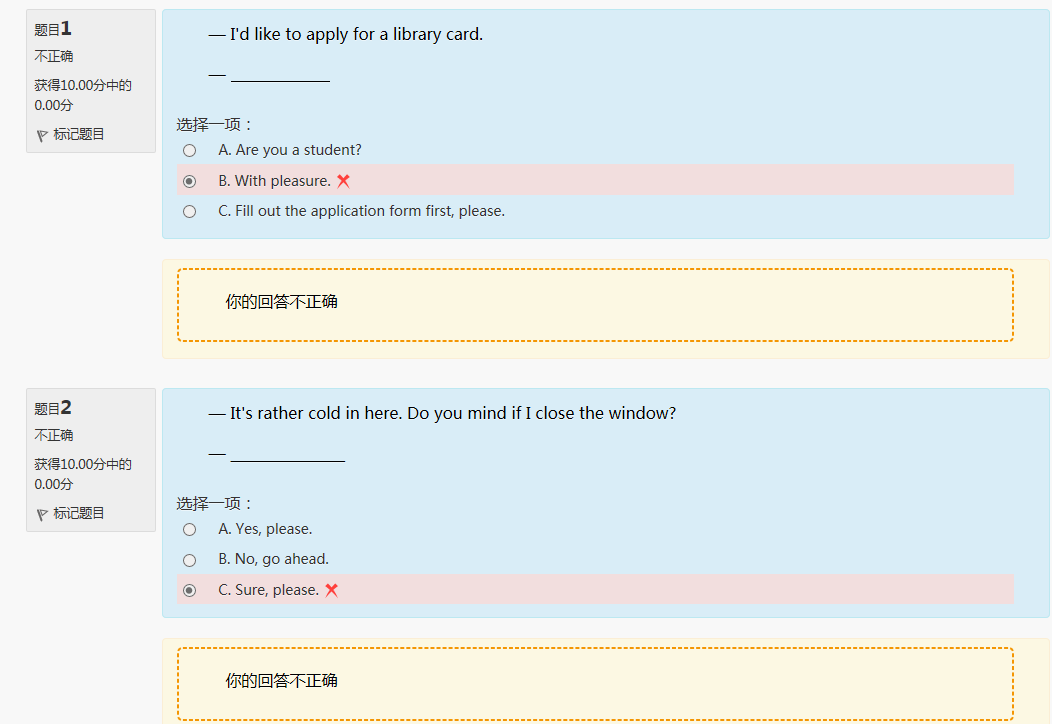 题目1
不正确
获得10.00分中的
0.00分
标记题目
— I'd like to apply for a library card.
— ____________
选择一项：
A. Are you a student?
B. With pleasure.
C. Fill out the application form first, please.
你的回答不正确
题目2
不正确
获得10.00分中的
0.00分
标记题目
— It's rather cold in here. Do you mind if I close the window?
— ______________
选择一项：
A. Yes, please.
B. No, go ahead.
C. Sure, please.
你的回答不正确